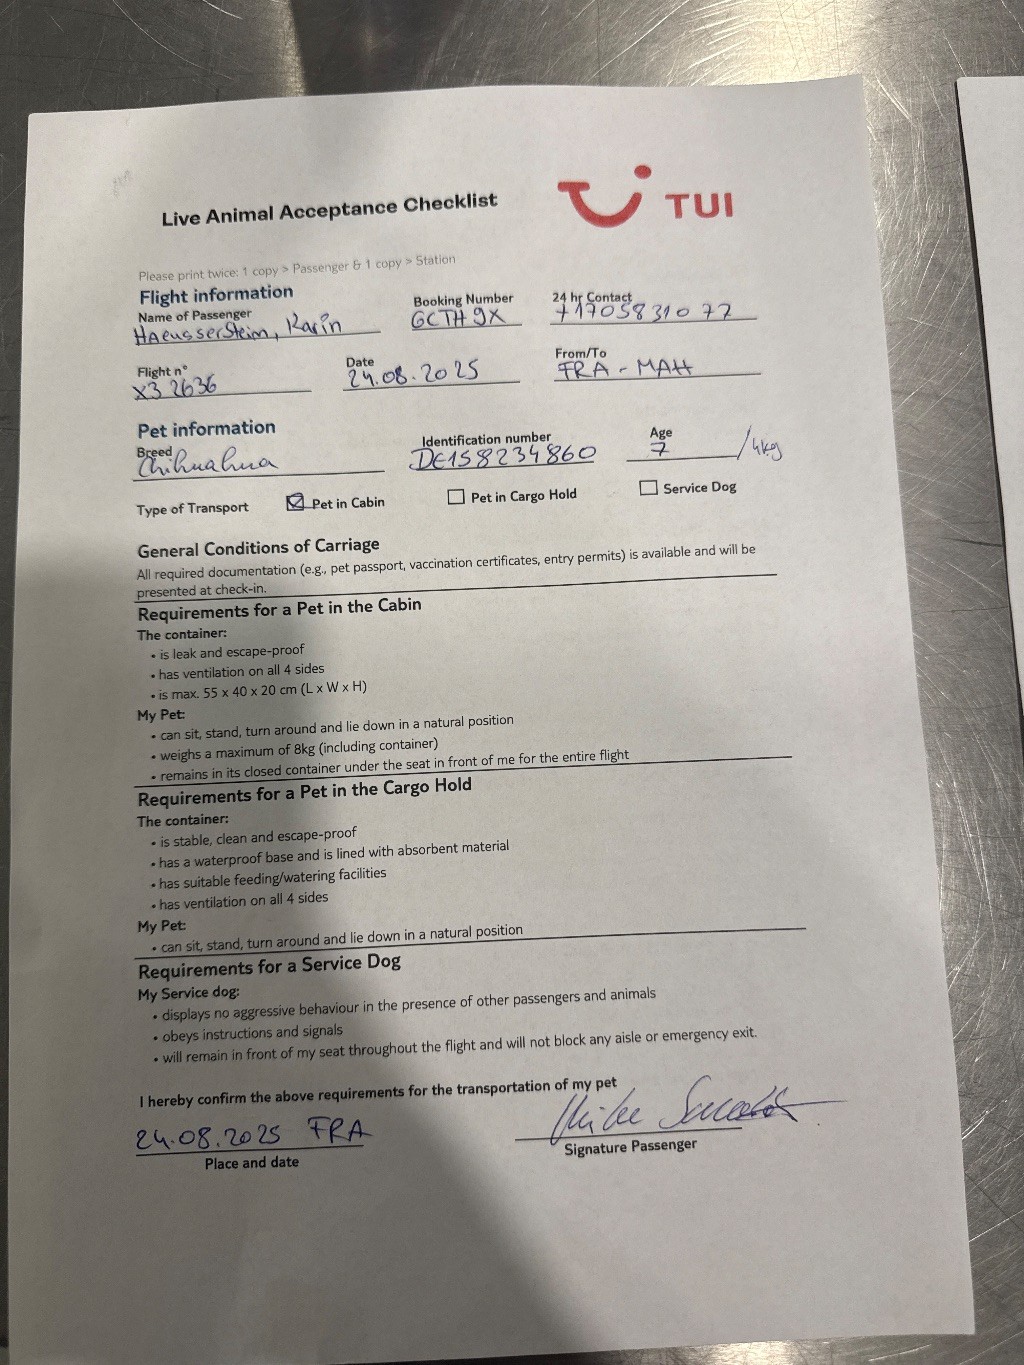 Live Animal Acceptance Checklist
TUI
Please print twice: 1 copy > Passenger & 1 copy > Station
Flight information
Name of Passenger Booking Number 24 hr Contact
Haeussersteim, Karin GCTH9X +1705831077
Flight n° Date From/To
X3 2636 24.08.2025 FRA - MAH
Pet information
Breed Identification number Age
Chihuahua DE158234860 7 /4kg
Type of Transport Pet in Cabin Pet in Cargo Hold Service Dog
General Conditions of Carriage
All required documentation (e.g., pet passport, vaccination certificates, entry permits) is available and will be
presented at check-in.
Requirements for a Pet in the Cabin
The container:
• is leak and escape-proof
• has ventilation on all 4 sides
• is max. 55 x 40 x 20 cm (L x W x H)
My Pet:
• can sit, stand, turn around and lie down in a natural position
• weighs a maximum of 8kg (including container)
• remains in its closed container under the seat in front of me for the entire flight
Requirements for a Pet in the Cargo Hold
The container:
• is stable, clean and escape-proof
• has a waterproof base and is lined with absorbent material
• has suitable feeding/watering facilities
• has ventilation on all 4 sides
My Pet:
• can sit, stand, turn around and lie down in a natural position
Requirements for a Service Dog
My Service dog:
• displays no aggressive behaviour in the presence of other passengers and animals
• obeys instructions and signals
• will remain in front of my seat throughout the flight and will not block any aisle or emergency exit.
I hereby confirm the above requirements for the transportation of my pet
24.08.2025 FRA
Place and date
Signature Passenger